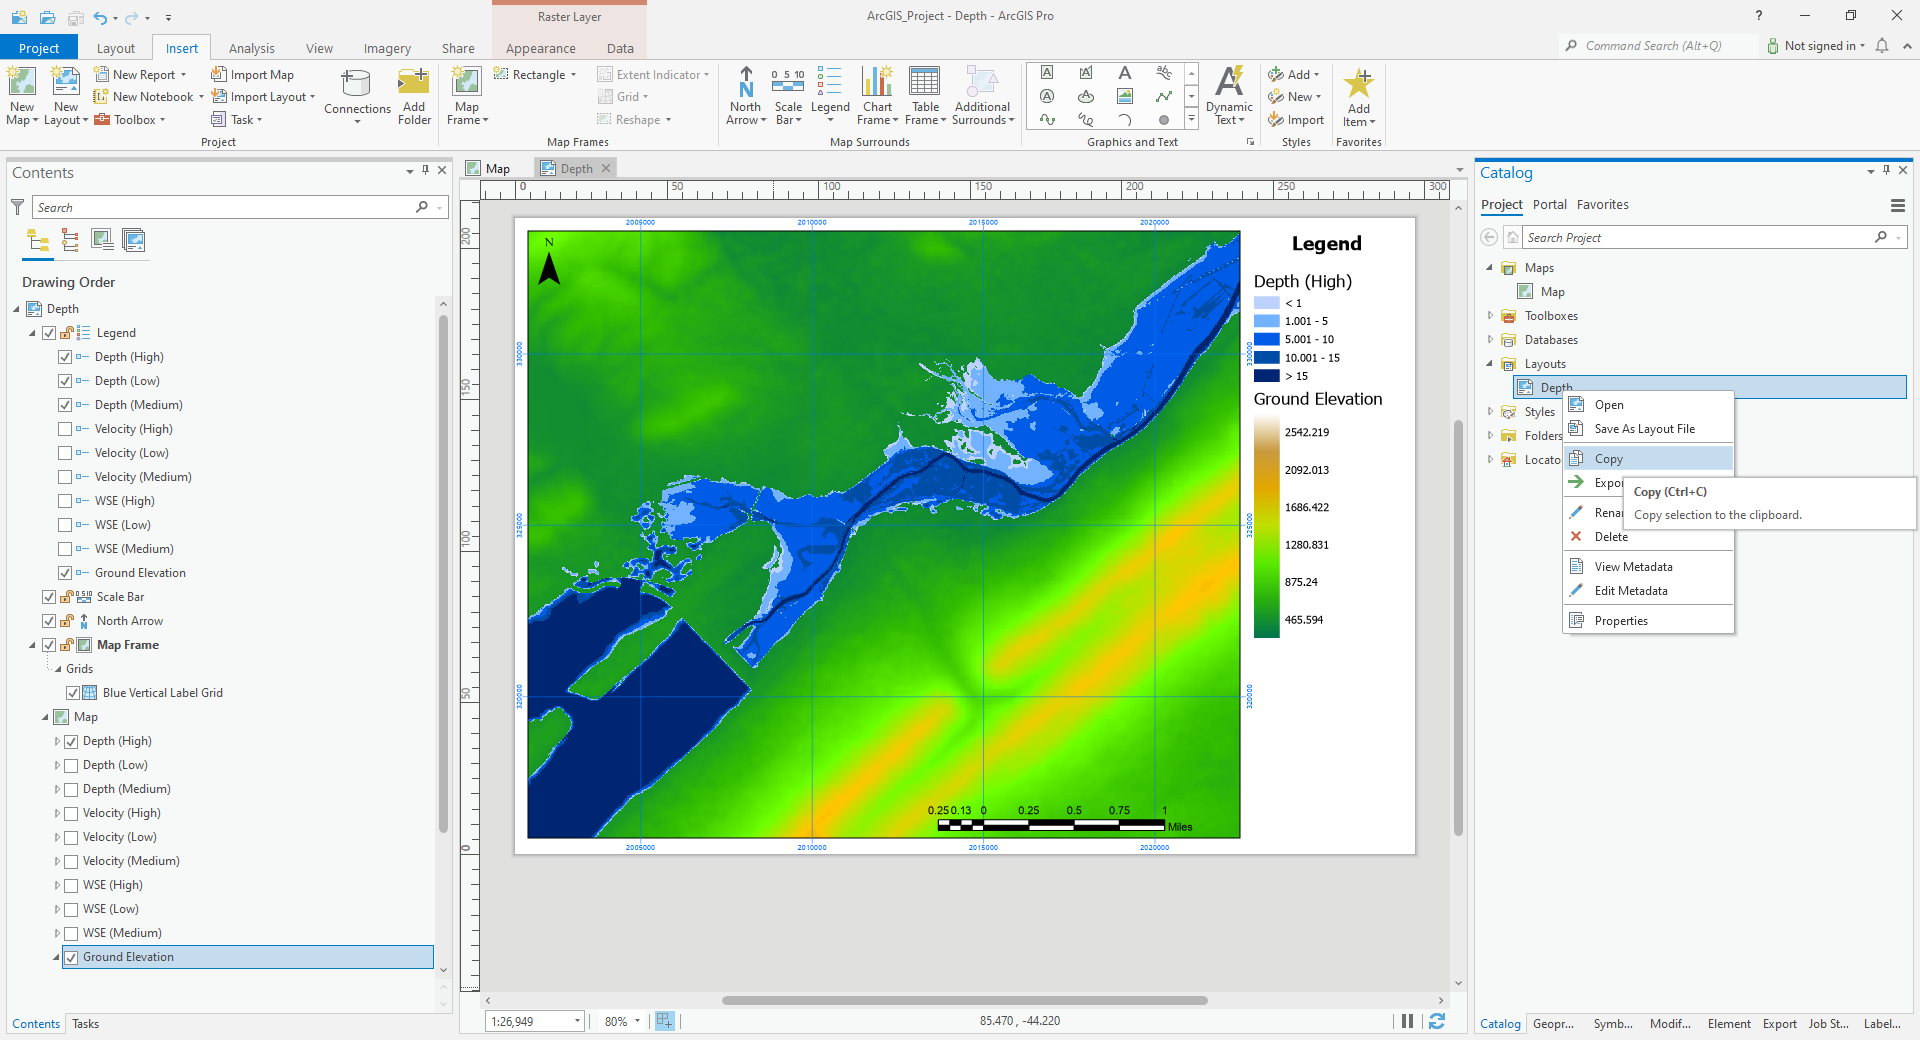 Raster Layer
ArcGIS_Project - Depth - ArcGIS Pro
?
Project Layout Insert Analysis View Imagery Share Appearance Data
Command Search (Alt+Q)
Not signed in
New Map
New Layout
New Report
New Notebook
Toolbox
Import Map
Import Layout
Task
Connections
Add Folder
Project
Map Frame
Rectangle
Extent Indicator
Grid
Reshape
Map Frames
North Arrow
0 5 10
Scale Bar
Legend
Chart Frame
Table Frame
Additional Surrounds
Map Surrounds
Graphics and Text
Dynamic Text
Add
New
Import
Styles
Add Item
Favorites
Contents
Search
Drawing Order
Depth
Legend
Depth (High)
Depth (Low)
Depth (Medium)
Velocity (High)
Velocity (Low)
Velocity (Medium)
WSE (High)
WSE (Low)
WSE (Medium)
Ground Elevation
Scale Bar
North Arrow
Map Frame
Grids
Blue Vertical Label Grid
Map
Depth (High)
Depth (Low)
Depth (Medium)
Velocity (High)
Velocity (Low)
Velocity (Medium)
WSE (High)
WSE (Low)
WSE (Medium)
Ground Elevation
Contents Tasks
Map Depth
0 50 100 150 200 250 300
200
150
100
50
0
2005000 2010000 2015000 2020000
N
330000 330000
325000 325000
320000 320000
0.25 0.13 0 0.25 0.5 0.75 1
Miles
2005000 2010000 2015000 2020000
Legend
Depth (High)
< 1
1.001 - 5
5.001 - 10
10.001 - 15
> 15
Ground Elevation
2542.219
2092.013
1686.422
1280.831
875.24
465.594
1:26,949 80% 85.470 , -44.220
Catalog
Project Portal Favorites
Search Project
Maps
Map
Toolboxes
Databases
Layouts
Depth
Styles
Folders
Locato
Open
Save As Layout File
Copy
Expo
Copy (Ctrl+C)
Copy selection to the clipboard.
Renan
Delete
View Metadata
Edit Metadata
Properties
Catalog Geopr... Symb... Modif... Element Export Job St... Label...